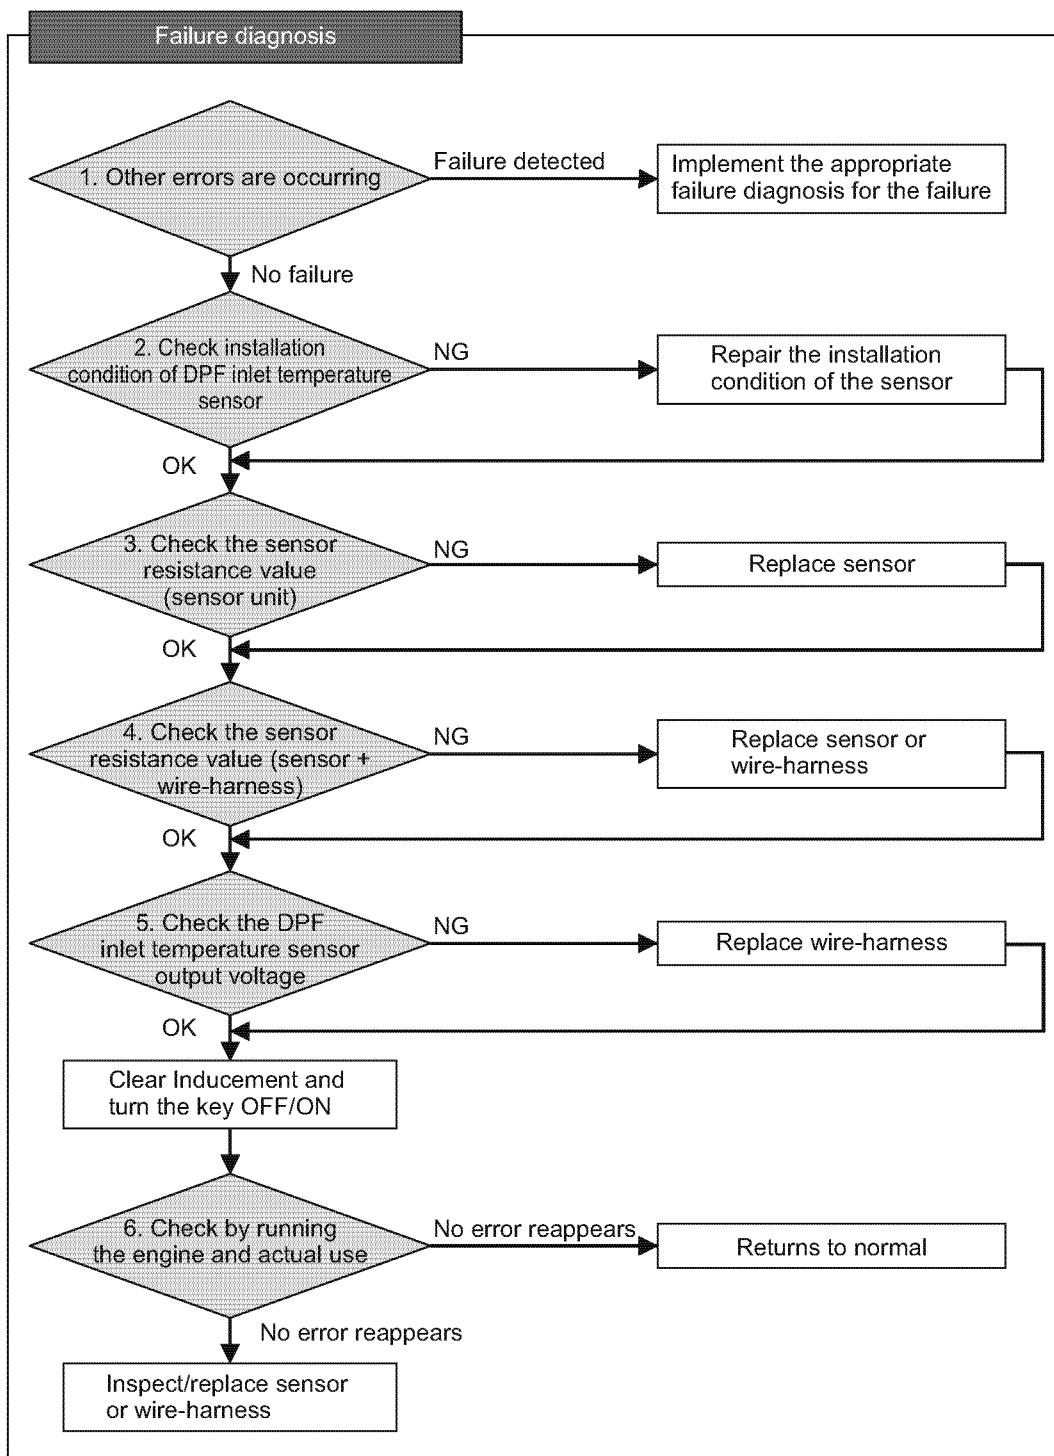 Failure diagnosis
1. Other errors are occurring
Failure detected
Implement the appropriate
failure diagnosis for the failure
No failure
2. Check installation
condition of DPF inlet temperature
sensor
NG
Repair the installation
condition of the sensor
OK
3. Check the sensor
resistance value
(sensor unit)
NG
Replace sensor
OK
4. Check the sensor
resistance value (sensor +
wire-harness)
NG
Replace sensor or
wire-harness
OK
5. Check the DPF
inlet temperature sensor
output voltage
NG
Replace wire-harness
OK
Clear Inducement and
turn the key OFF/ON
6. Check by running
the engine and actual use
No error reappears
Returns to normal
No error reappears
Inspect/replace sensor
or wire-harness